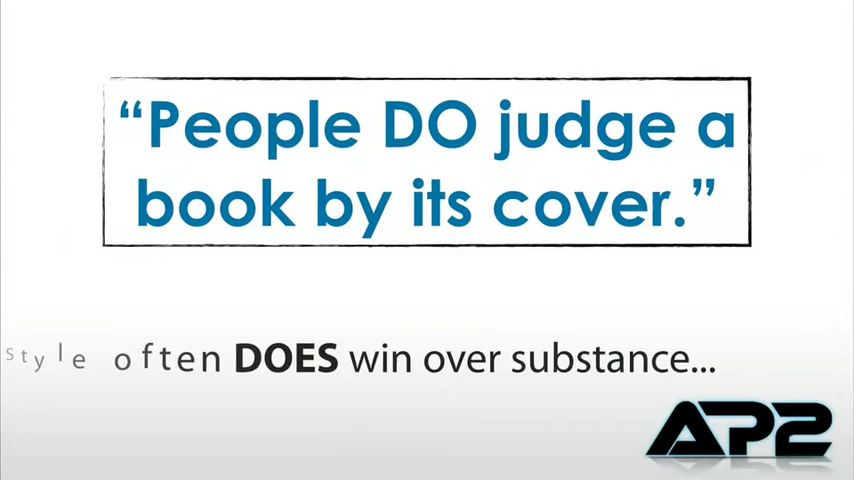 “People DO judge a
book by its cover.”
Style often DOES win over substance...
AP2